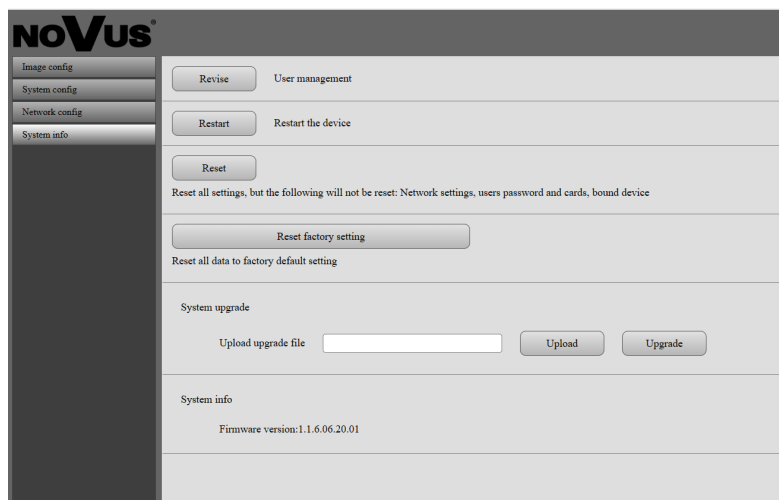 NOVUS®
Image config
System config
Network config
System info
Revise User management
Restart Restart the device
Reset
Reset all settings, but the following will not be reset: Network settings, users password and cards, bound device
Reset factory setting
Reset all data to factory default setting
System upgrade
Upload upgrade file Upload Upgrade
System info
Firmware version:1.1.6.06.20.01